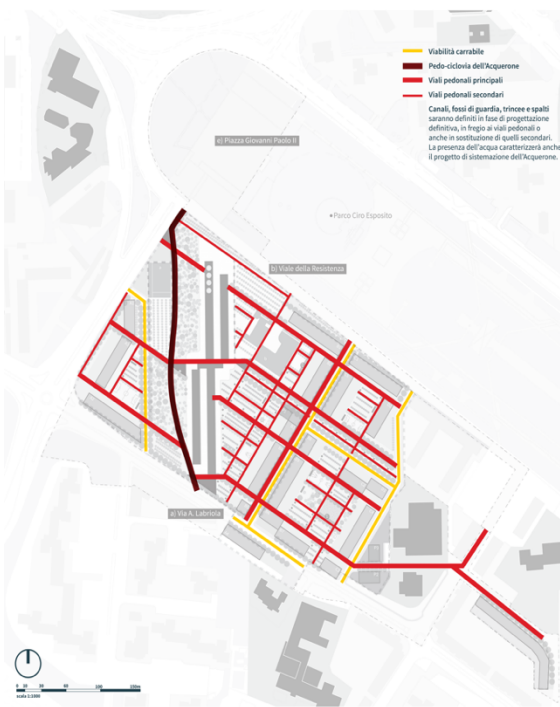 Viabilità carrabile
Pedo-ciclovia dell'Acquerone
Viali pedonali principali
Viali pedonali secondari
Canali, fossi di guardia, trincee e spalti
saranno definiti in fase di progettazione
definitiva, in fregio ai viali pedonali o
anche in sostituzione di quelli secondari.
La presenza dell'acqua caratterizzerà anche
il progetto di sistemazione dell'Acquerone.
e) Piazza Giovanni Paolo II
Parco Ciro Esposito
b) Viale della Resistenza
a) Via A. Labriola
0 10 30 60 100 150m
scala 1:1000